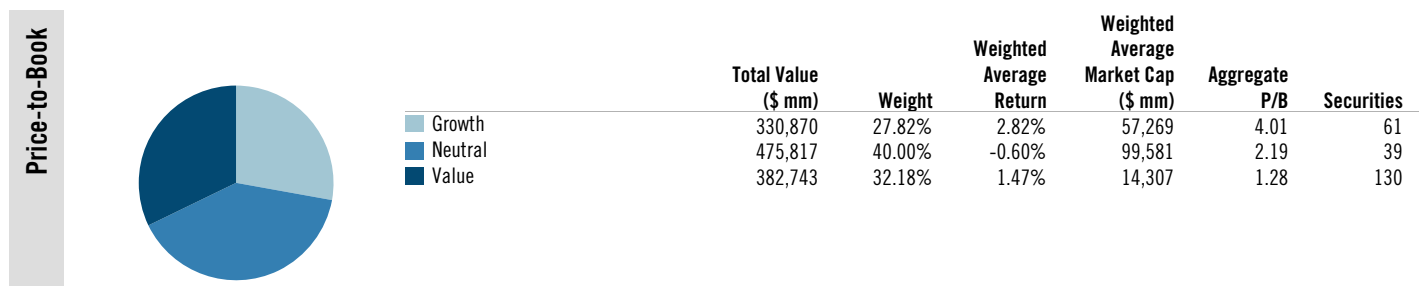 Price-to-Book
Weighted
Weighted Average
Total Value Average Market Cap Aggregate
($ mm) Weight Return ($ mm) P/B Securities
Growth 330,870 27.82% 2.82% 57,269 4.01 61
Neutral 475,817 40.00% -0.60% 99,581 2.19 39
Value 382,743 32.18% 1.47% 14,307 1.28 130